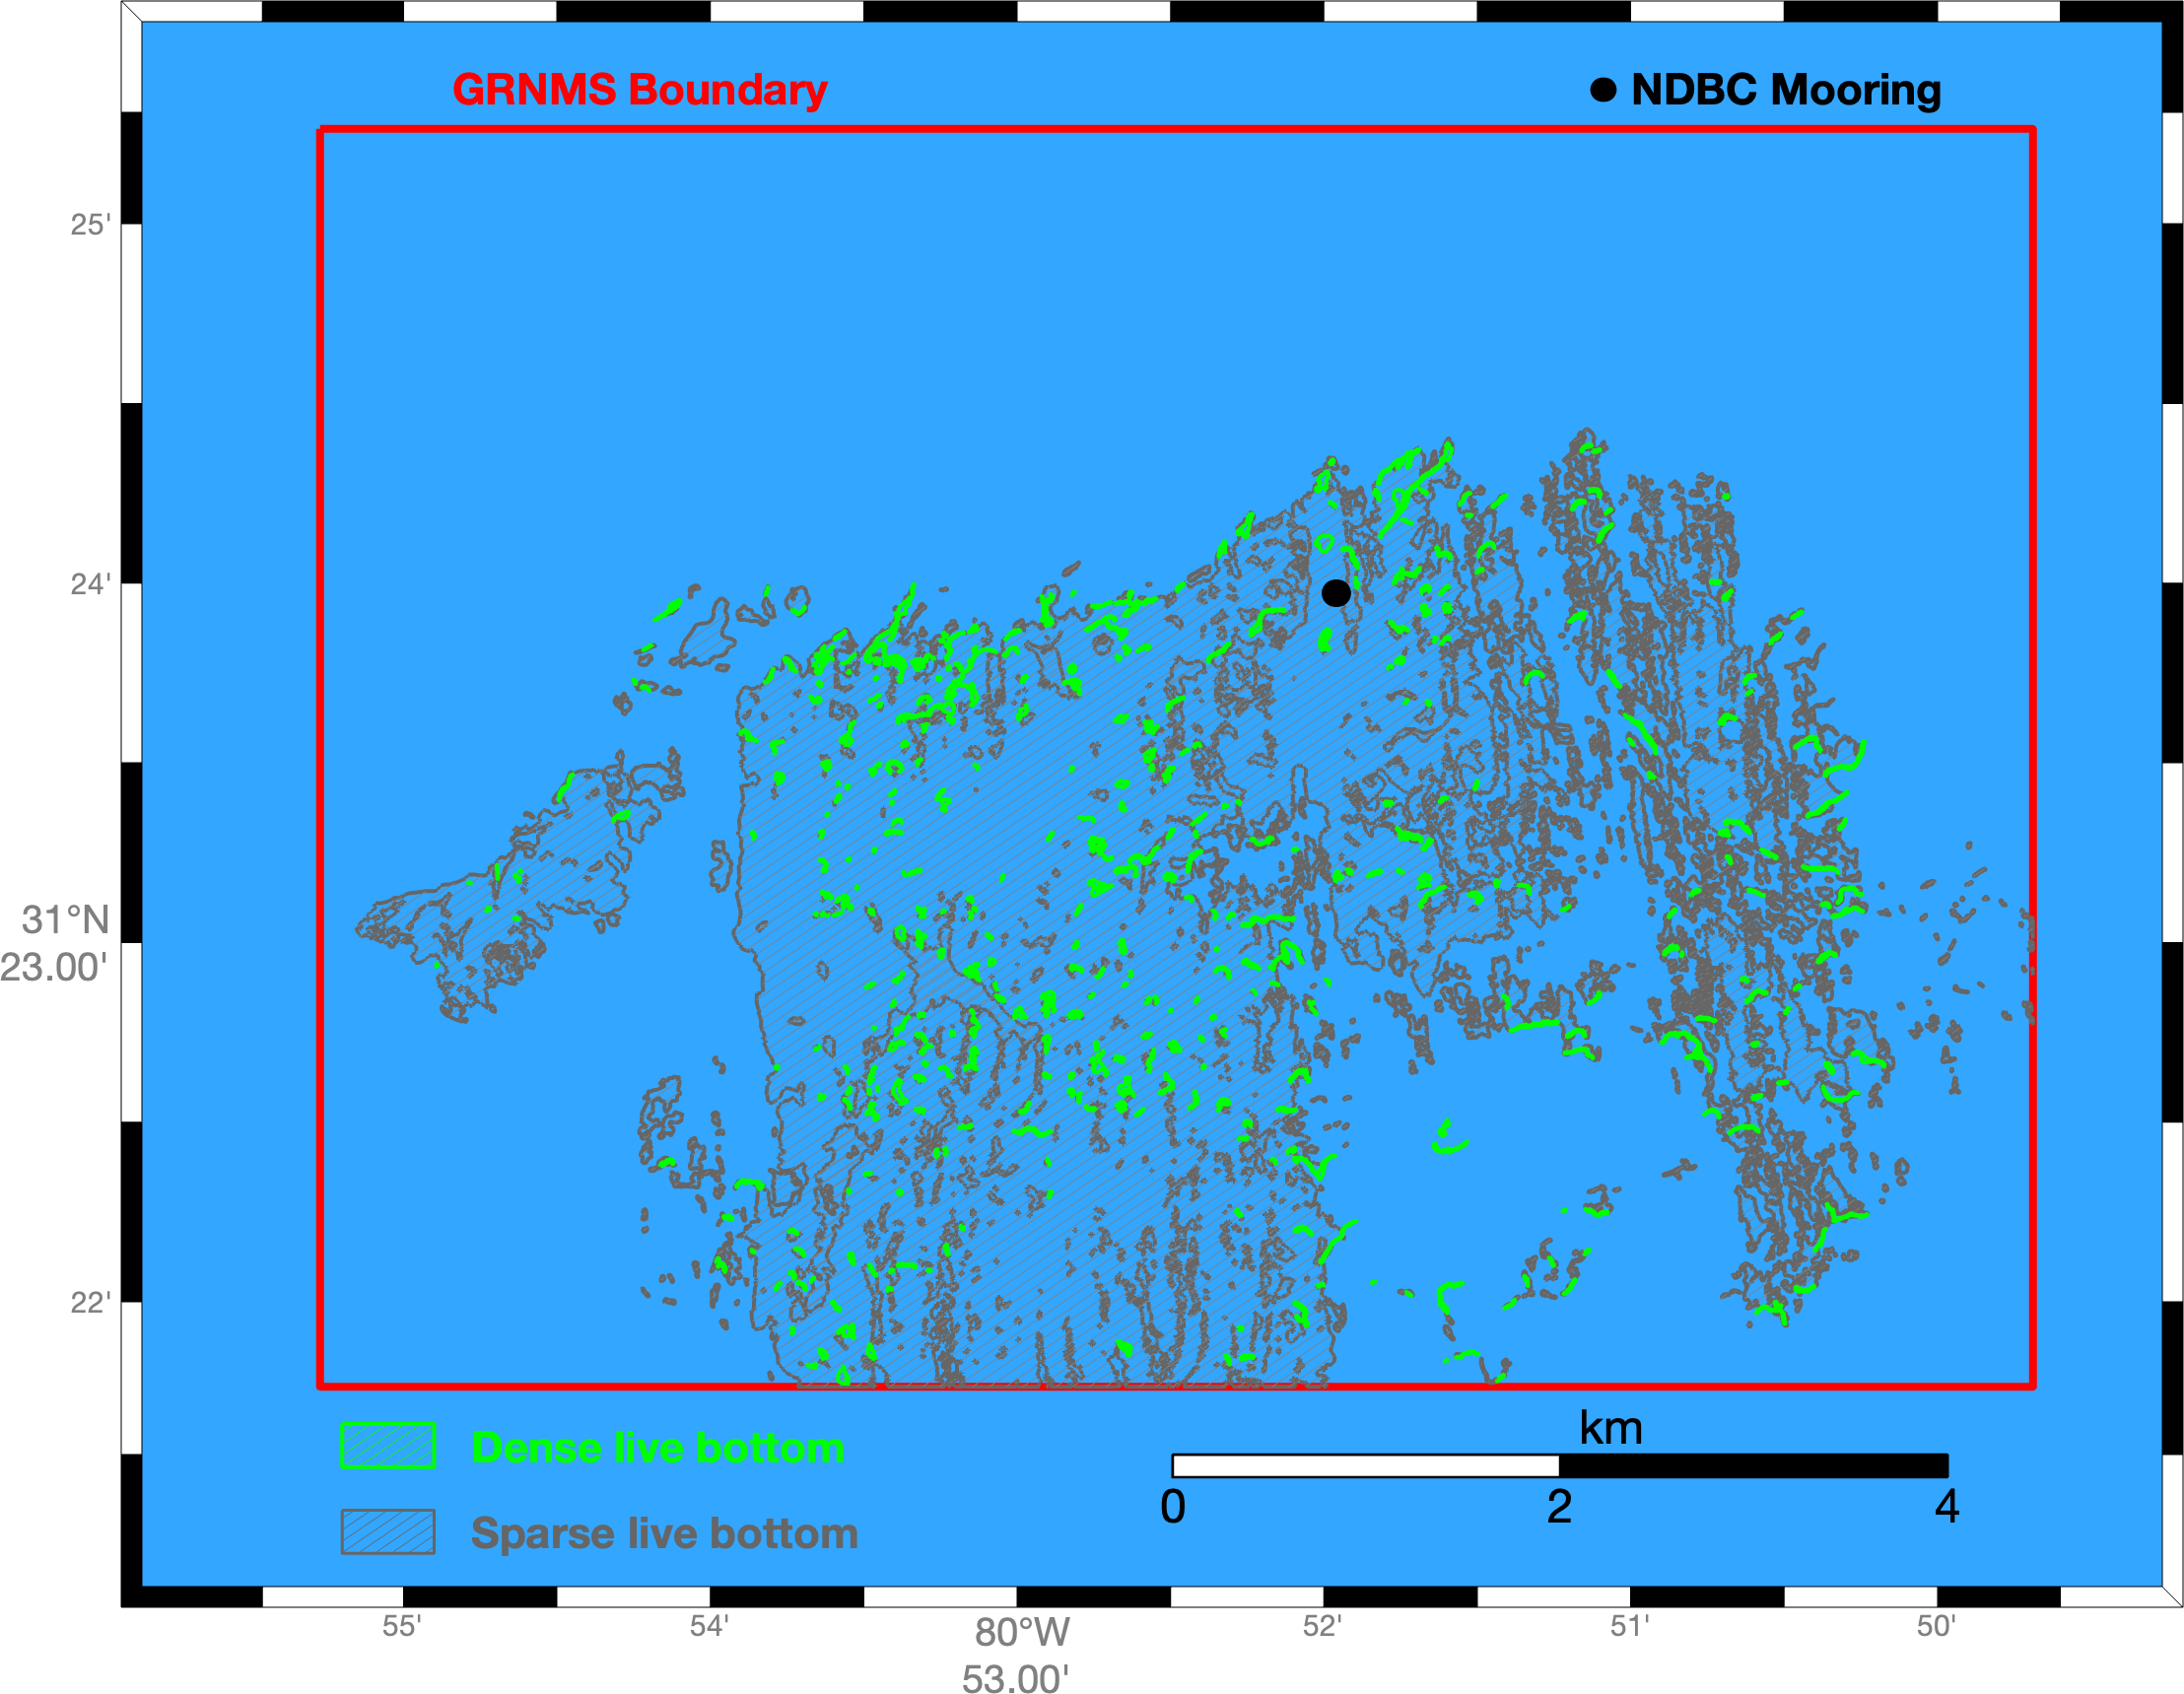 GRNMS Boundary
NDBC Mooring
25'
24'
31°N
23.00'
22'
Dense live bottom
Sparse live bottom
km
0 2 4
55' 54' 80°W 52' 51' 50'
53.00'